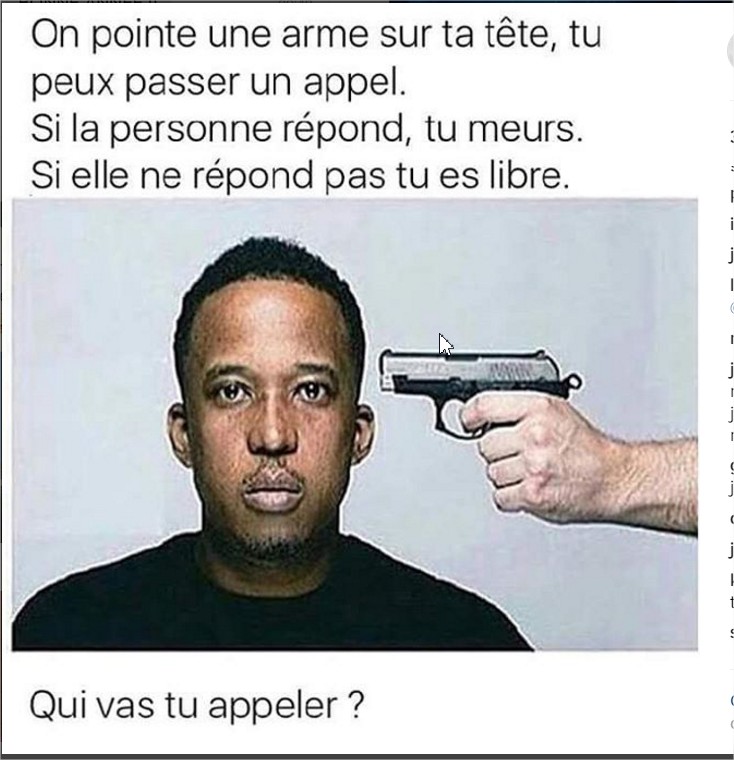 On pointe une arme sur ta tête, tu
peux passer un appel.
Si la personne répond, tu meurs.
Si elle ne répond pas tu es libre.
Qui vas tu appeler ?